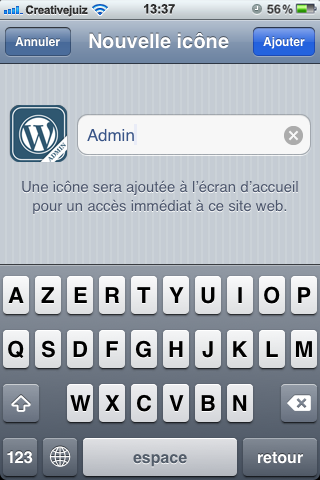 Creativejuiz 13:37 56 %
Annuler Nouvelle icône Ajouter
W ADMIN
Admin
Une icône sera ajoutée à l'écran d'accueil
pour un accès immédiat à ce site web.
A Z E R T Y U I O P
Q S D F G H J K L M
W X C V B N
123 espace retour